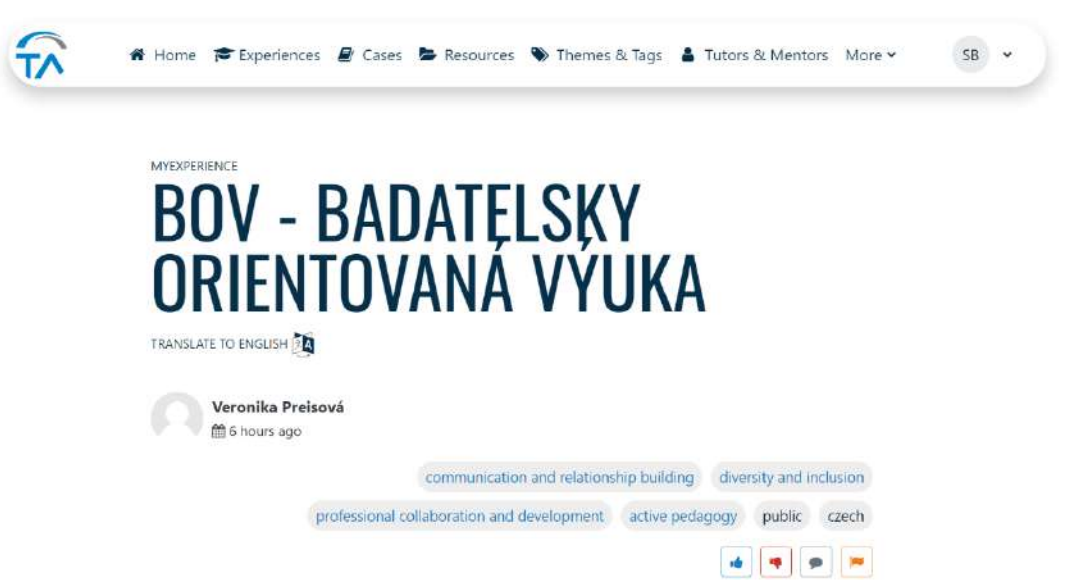 TA
Home Experiences Cases Resources Themes & Tags Tutors & Mentors More SB
MYEXPERIENCE
BOV - BADATELSKY
ORIENTOVANÁ VÝUKA
TRANSLATE TO ENGLISH
Veronika Preisová
6 hours ago
communication and relationship building diversity and inclusion
professional collaboration and development active pedagogy public czech